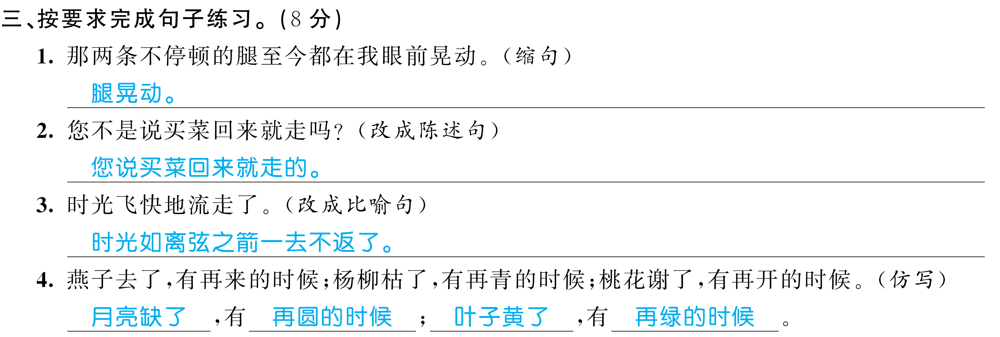 三、按要求完成句子练习。(8 分)
1. 那两条不停顿的腿至今都在我眼前晃动。(缩句)
腿晃动。
2. 您不是说买菜回来就走吗?(改成陈述句)
您说买菜回来就走的。
3. 时光飞快地流走了。(改成比喻句)
时光如离弦之箭一去不返了。
4. 燕子去了,有再来的时候;杨柳枯了,有再青的时候;桃花谢了,有再开的时候。(仿写)
月亮缺了,有 再圆的时候 ; 叶子黄了 ,有 再绿的时候 。